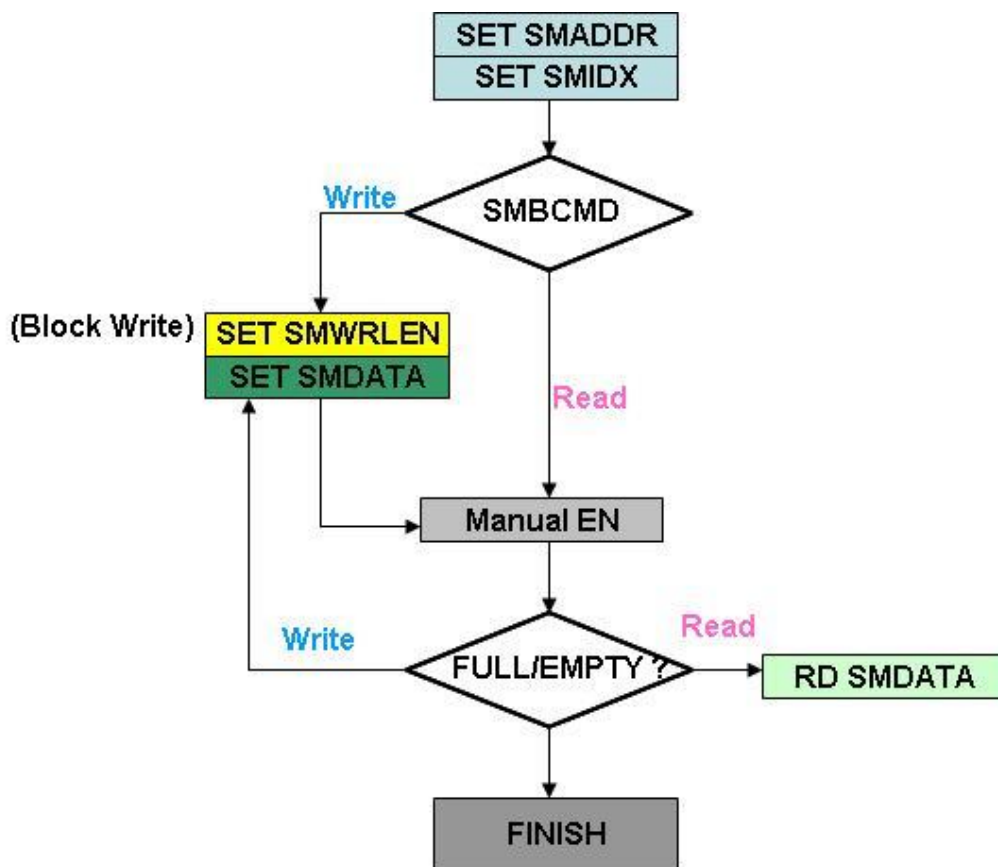 SET SMADDR
SET SMIDX
SMBCMD
Write
(Block Write)
SET SMWRLEN
SET SMDATA
Read
Manual EN
Write
FULL/EMPTY ?
Read
RD SMDATA
FINISH